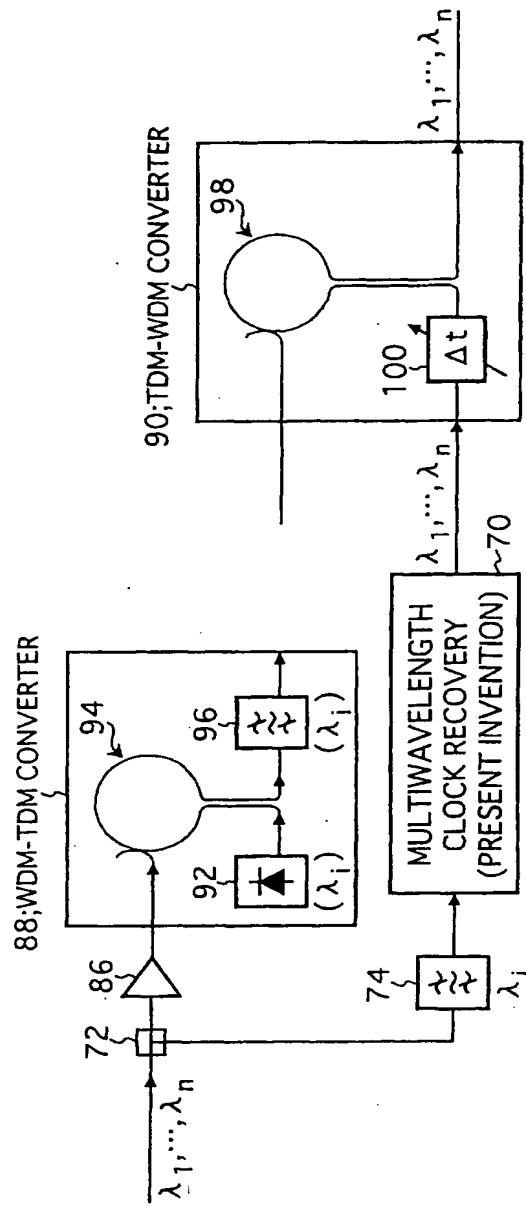 88;WDM-TDM CONVERTER
90;TDM-WDM CONVERTER
94
98
72
86
92
96
(λi)
(λi)
100
Δt
λ1,…,λn
λ1,…,λn
λ1,…,λn
74
λi
MULTIWAVELENGTH
CLOCK RECOVERY
(PRESENT INVENTION)
70